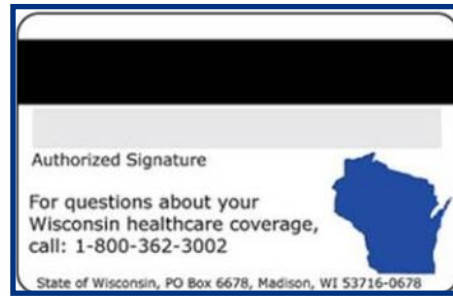 Authorized Signature
For questions about your
Wisconsin healthcare coverage,
call: 1-800-362-3002
State of Wisconsin, PO Box 6678, Madison, WI 53716-0678